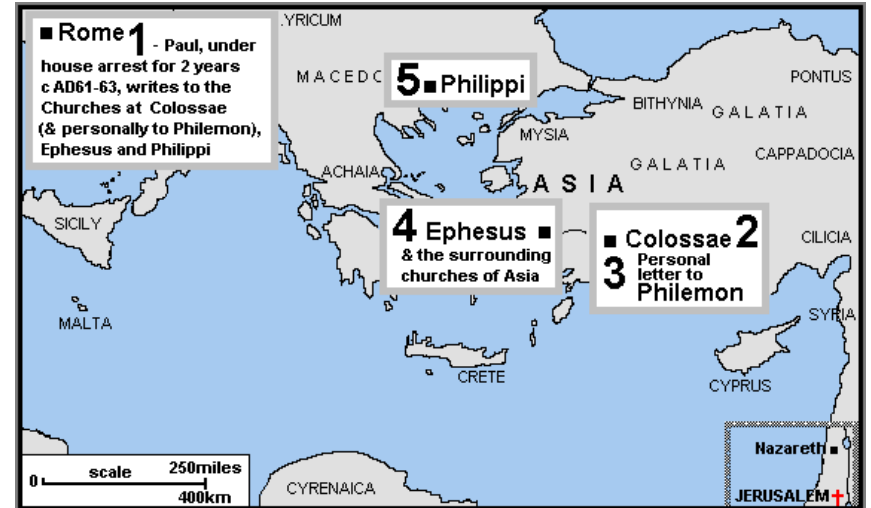 ■ Rome 1 - Paul, under
house arrest for 2 years
c AD61-63, writes to the
Churches at Colossae
(& personally to Philemon),
Ephesus and Philippi
.YRICUM
MACEDC
5 ■ Philippi
PONTUS
BITHYNIA
GALATIA
MYSIA
ACHAIA
GALATIA
CAPPADOCIA
ASIA
SICILY
4 Ephesus ■
& the surrounding
churches of Asia
■ Colossae 2
3 Personal
letter to
Philemon
CILICIA
MALTA
SYRIA
CRETE
CYPRUS
Nazareth ■
0 scale 250miles
400km
CYRENAICA
JERUSALEM